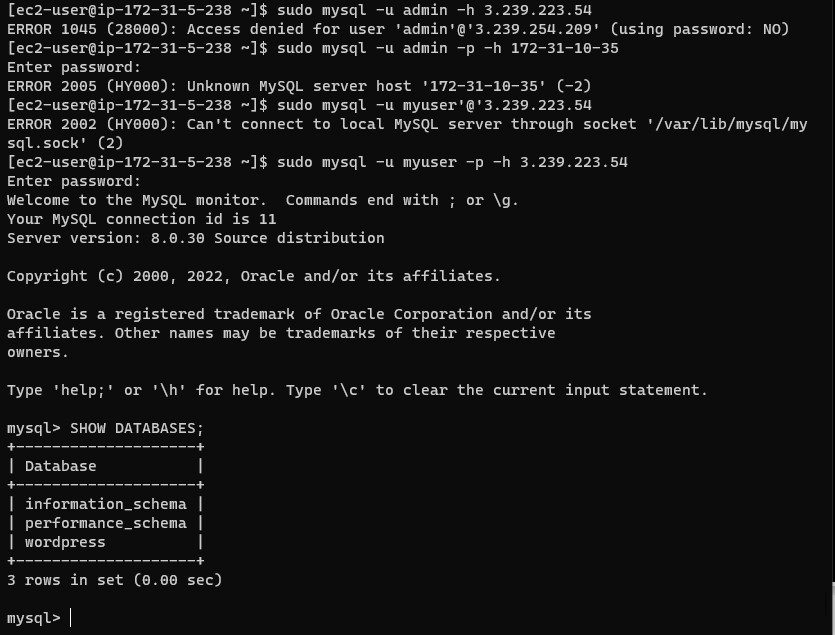 [ec2-user@ip-172-31-5-238 ~]$ sudo mysql -u admin -h 3.239.223.54
ERROR 1045 (28000): Access denied for user 'admin'@'3.239.254.209' (using password: NO)
[ec2-user@ip-172-31-5-238 ~]$ sudo mysql -u admin -p -h 172-31-10-35
Enter password:
ERROR 2005 (HY000): Unknown MySQL server host '172-31-10-35' (-2)
[ec2-user@ip-172-31-5-238 ~]$ sudo mysql -u myuser'@'3.239.223.54
ERROR 2002 (HY000): Can't connect to local MySQL server through socket '/var/lib/mysql/my
sql.sock' (2)
[ec2-user@ip-172-31-5-238 ~]$ sudo mysql -u myuser -p -h 3.239.223.54
Enter password:
Welcome to the MySQL monitor.  Commands end with ; or \g.
Your MySQL connection id is 11
Server version: 8.0.30 Source distribution

Copyright (c) 2000, 2022, Oracle and/or its affiliates.

Oracle is a registered trademark of Oracle Corporation and/or its
affiliates. Other names may be trademarks of their respective
owners.

Type 'help;' or '\h' for help. Type '\c' to clear the current input statement.

mysql> SHOW DATABASES;
+--------------------+
| Database           |
+--------------------+
| information_schema |
| performance_schema |
| wordpress          |
+--------------------+
3 rows in set (0.00 sec)

mysql>